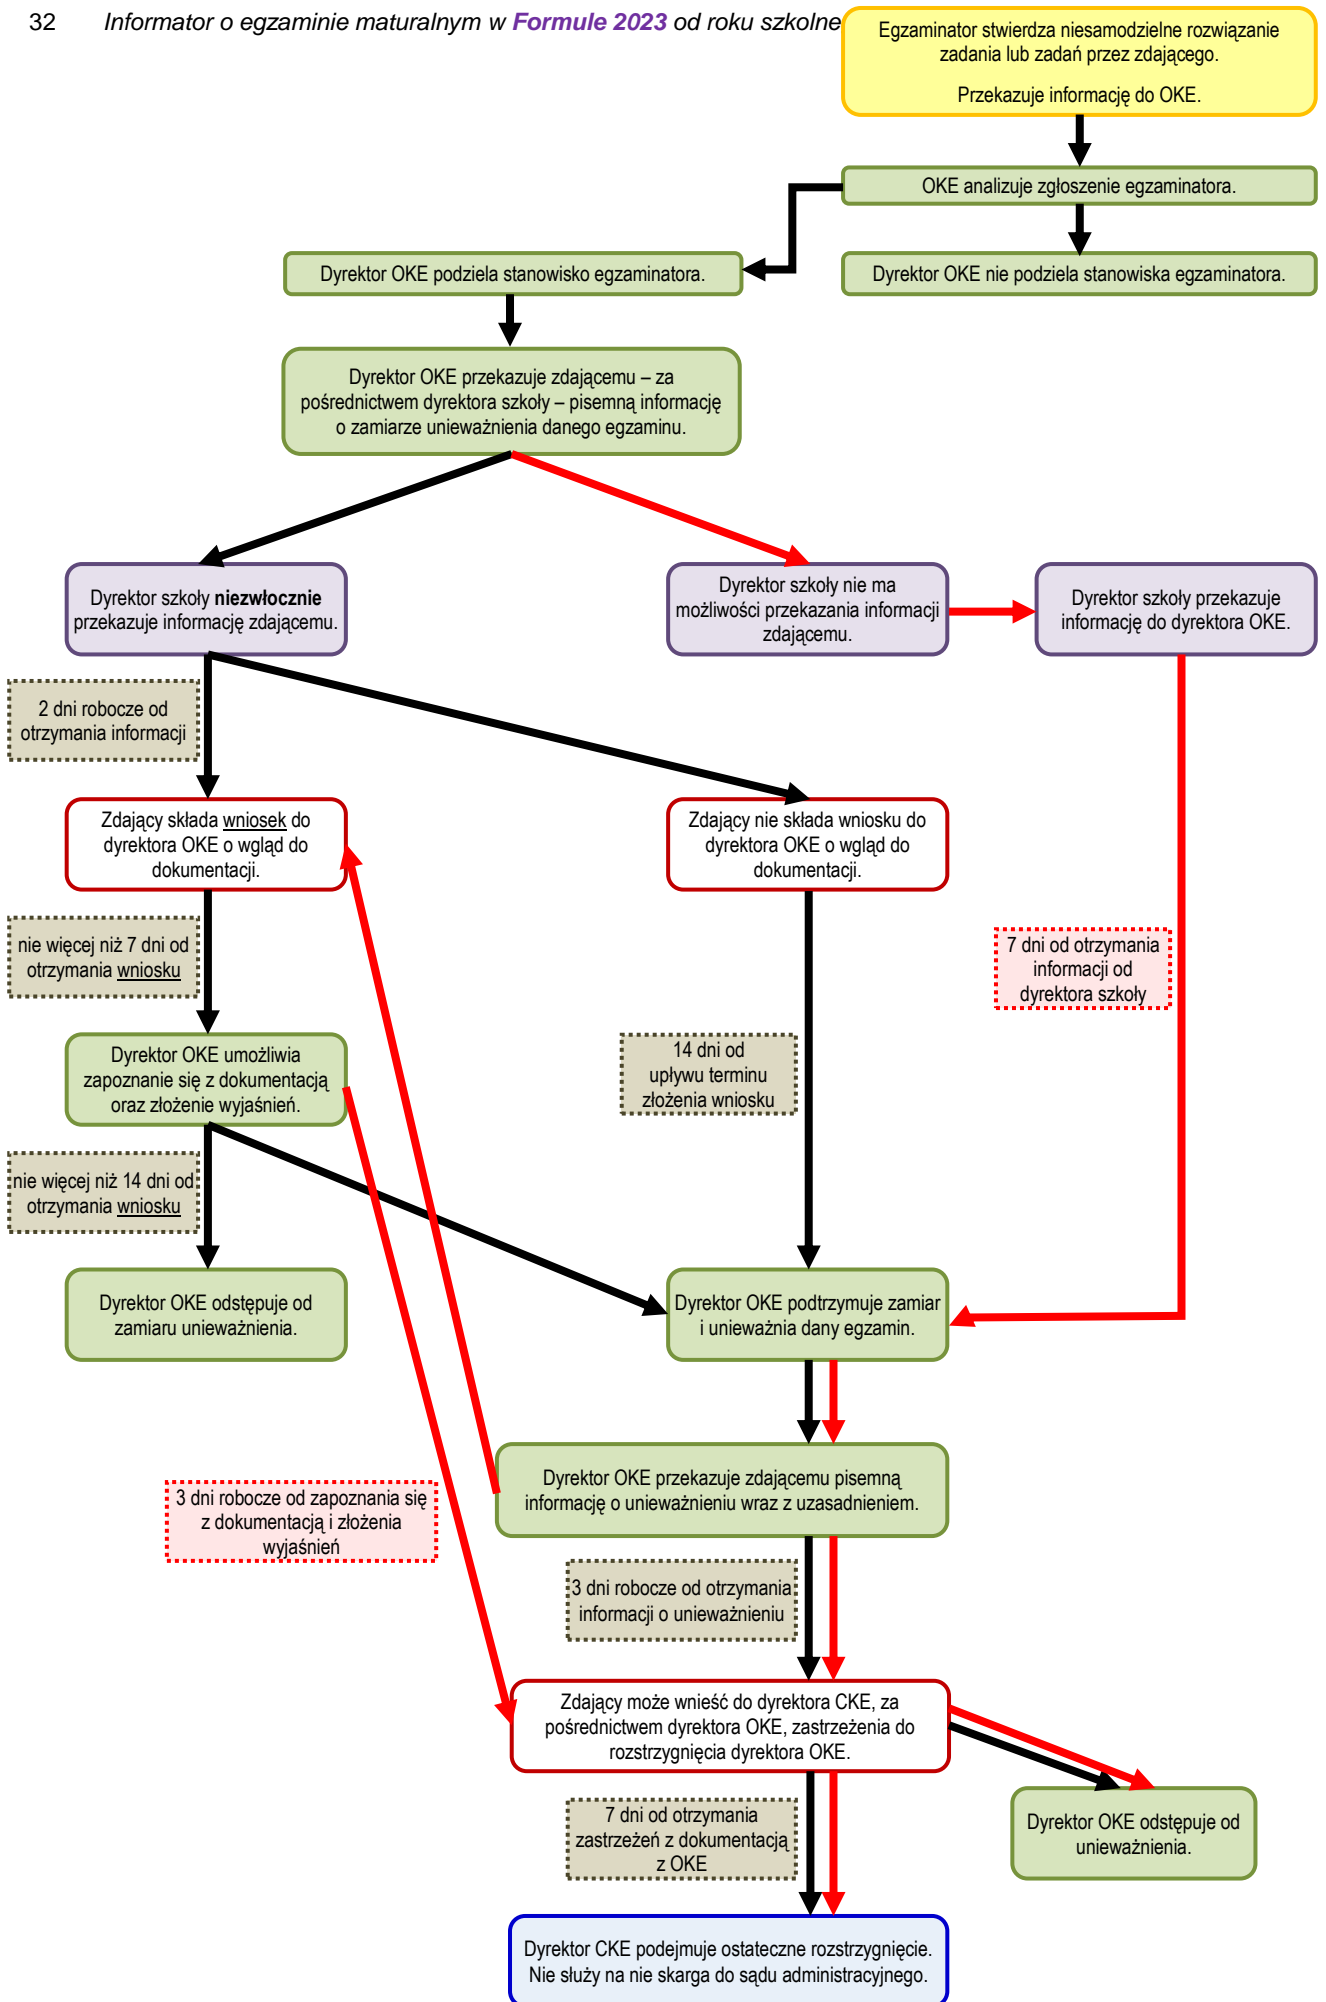 32 Informator o egzaminie maturalnym w Formule 2023 od roku szkolne
Egzaminator stwierdza niesamodzielne rozwiązanie
zadania lub zadań przez zdającego.
Przekazuje informację do OKE.
OKE analizuje zgłoszenie egzaminatora.
Dyrektor OKE podziela stanowisko egzaminatora.
Dyrektor OKE nie podziela stanowiska egzaminatora.
Dyrektor OKE przekazuje zdającemu – za
pośrednictwem dyrektora szkoły – pisemną informację
o zamiarze unieważnienia danego egzaminu.
Dyrektor szkoły niezwłocznie
przekazuje informację zdającemu.
Dyrektor szkoły nie ma
możliwości przekazania informacji
zdającemu.
Dyrektor szkoły przekazuje
informację do dyrektora OKE.
2 dni robocze od
otrzymania informacji
Zdający składa wniosek do
dyrektora OKE o wgląd do
dokumentacji.
Zdający nie składa wniosku do
dyrektora OKE o wgląd do
dokumentacji.
nie więcej niż 7 dni od
otrzymania wniosku
7 dni od otrzymania
informacji od
dyrektora szkoły
Dyrektor OKE umożliwia
zapoznanie się z dokumentacją
oraz złożenie wyjaśnień.
14 dni od
upływu terminu
złożenia wniosku
nie więcej niż 14 dni od
otrzymania wniosku
Dyrektor OKE odstępuje od
zamiaru unieważnienia.
Dyrektor OKE podtrzymuje zamiar
i unieważnia dany egzamin.
Dyrektor OKE przekazuje zdającemu pisemną
informację o unieważnieniu wraz z uzasadnieniem.
3 dni robocze od zapoznania się
z dokumentacją i złożenia
wyjaśnień
3 dni robocze od otrzymania
informacji o unieważnieniu
Zdający może wnieść do dyrektora CKE, za
pośrednictwem dyrektora OKE, zastrzeżenia do
rozstrzygnięcia dyrektora OKE.
7 dni od otrzymania
zastrzeżeń z dokumentacją
z OKE
Dyrektor OKE odstępuje od
unieważnienia.
Dyrektor CKE podejmuje ostateczne rozstrzygnięcie.
Nie służy na nie skarga do sądu administracyjnego.